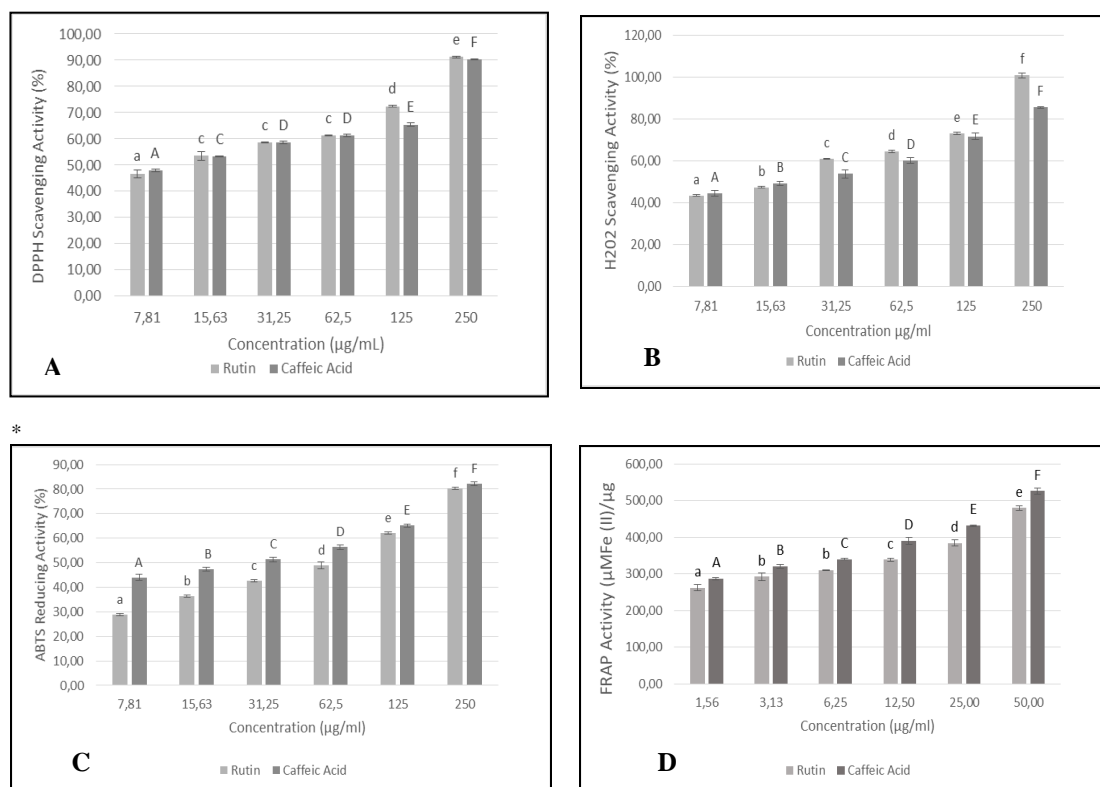 100,00
90,00
80,00
70,00
60,00
50,00
40,00
30,00
20,00
10,00
0,00
DPPH Scavenging Activity (%)
a A
c C
c D
c D
d E
e F
7,81 15,63 31,25 62,5 125 250
Concentration (µg/mL)
A
Rutin Caffeic Acid
120,00
100,00
80,00
60,00
40,00
20,00
0,00
H202 Scavenging Activity (%)
a A
b B
c C
d D
e E
f F
7,81 15,63 31,25 62,5 125 250
Concentration µg/ml
B
Rutin Caffeic Acid
*
90,00
80,00
70,00
60,00
50,00
40,00
30,00
20,00
10,00
0,00
ABTS Reducing Activity (%)
a A
b B
c C
d D
e E
f F
7,81 15,63 31,25 62,5 125 250
Concentration (µg/ml)
C
Rutin Caffeic Acid
600,00
500,00
400,00
300,00
200,00
100,00
0,00
FRAP Activity (µMFe (II)/µg
a A
b B
b C
c D
d E
e F
1,56 3,13 6,25 12,50 25,00 50,00
Concentration (µg/ml)
D
Rutin Caffeic Acid